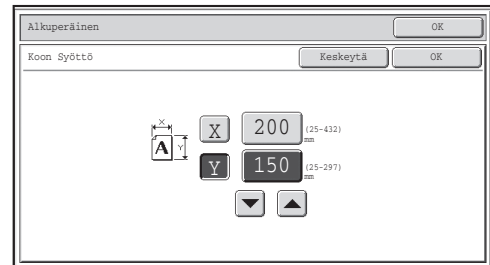 Alkuperäinen OK
Koon Syöttö Keskeytä OK
X
A Y
X 200 (25-432)
mm
Y 150 (25-297)
mm